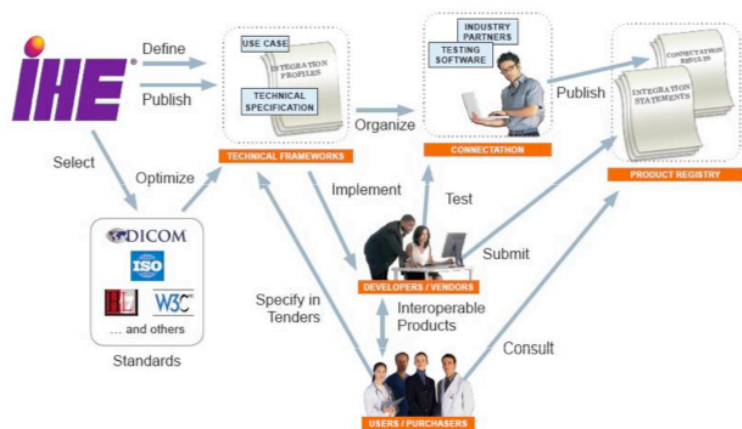 IHE®
Define
Publish
USE CASE
INTEGRATION
PROFILES
TECHNICAL
SPECIFICATION
TECHNICAL FRAMEWORKS
INDUSTRY
PARTNERS
TESTING
SOFTWARE
Organize
CONNECTATHON
Publish
CONNECTATHON
RESULTS
INTEGRATION
STATEMENTS
PRODUCT REGISTRY
Select
Optimize
Implement
Test
Submit
DICOM
ISO
HL7
W3C®
... and others
Standards
DEVELOPERS / VENDORS
Specify in
Tenders
Interoperable
Products
Consult
USERS / PURCHASERS